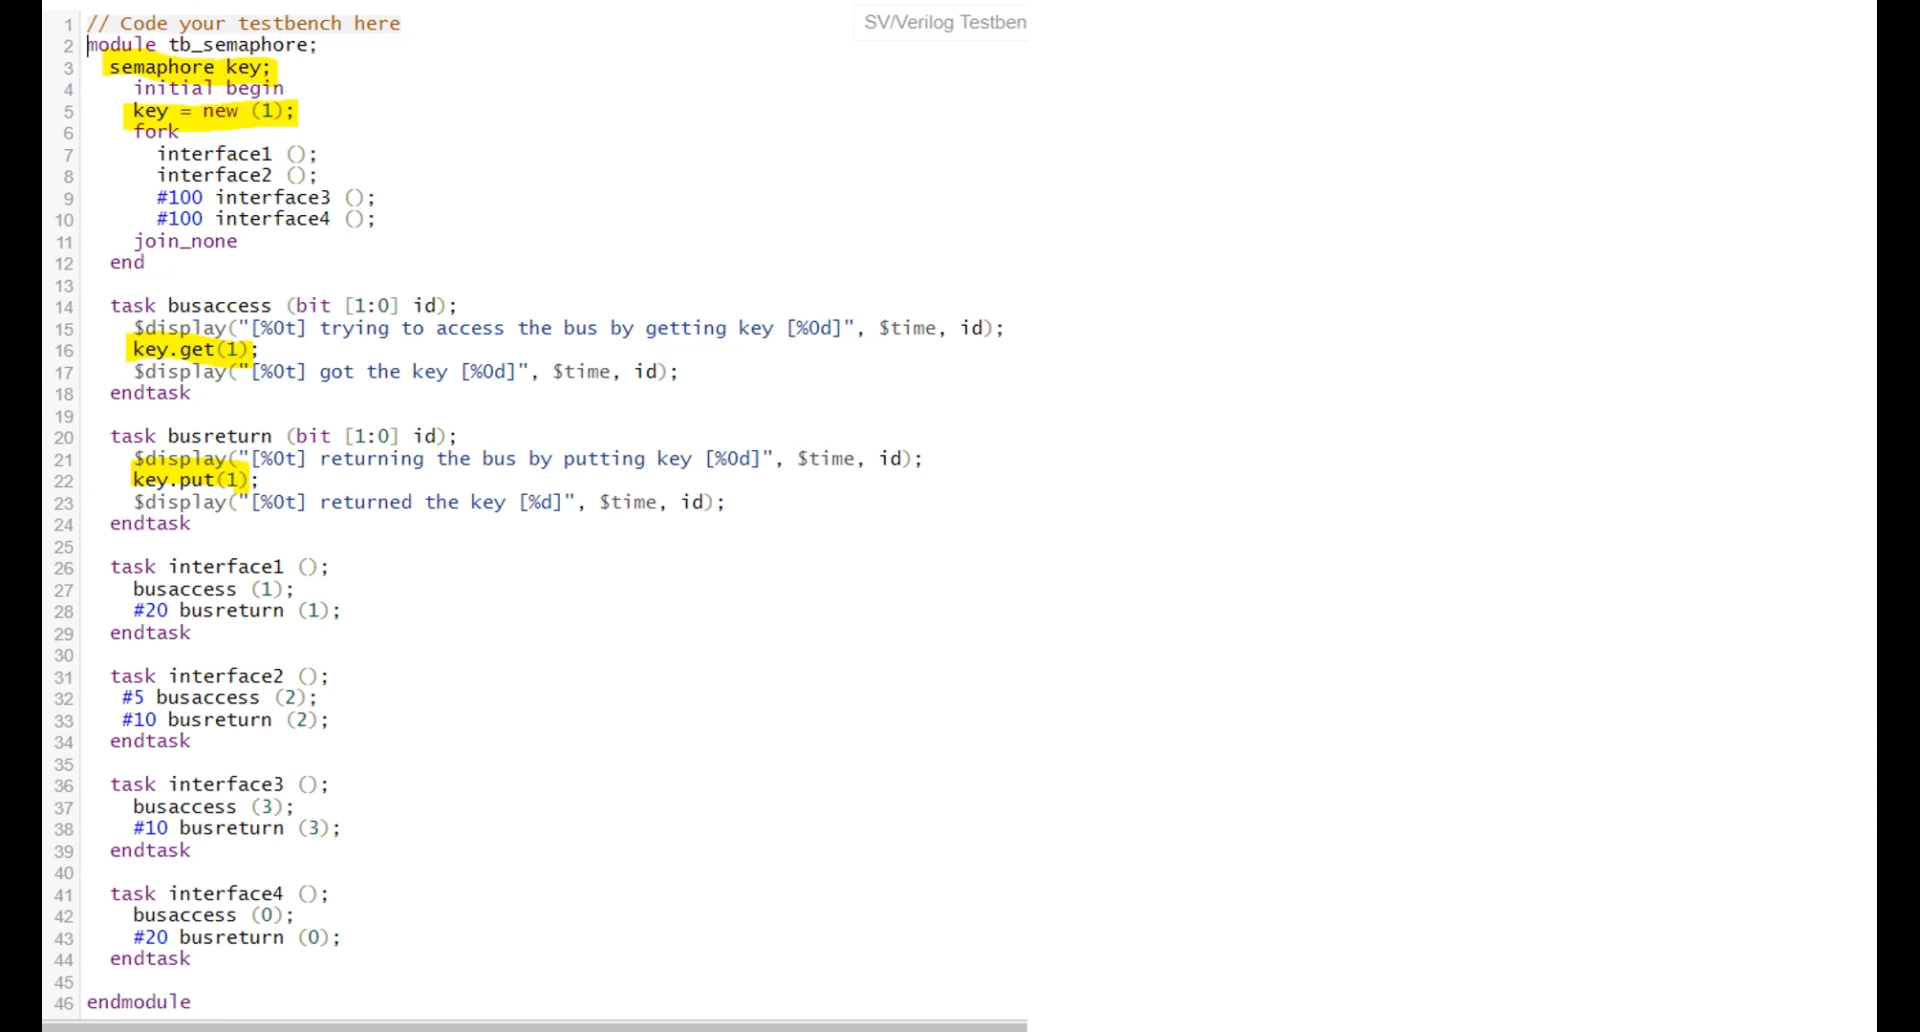 SV/Verilog Testben
1 // Code your testbench here
2 module tb_semaphore;
3 semaphore key;
4 initial begin
5 key = new (1);
6 fork
7 interface1 ();
8 interface2 ();
9 #100 interface3 ();
10 #100 interface4 ();
11 join_none
12 end
13
14 task busaccess (bit [1:0] id);
15 $display("[%0t] trying to access the bus by getting key [%0d]", $time, id);
16 key.get(1);
17 $display("[%0t] got the key [%0d]", $time, id);
18 endtask
19
20 task busreturn (bit [1:0] id);
21 $display("[%0t] returning the bus by putting key [%0d]", $time, id);
22 key.put(1);
23 $display("[%0t] returned the key [%d]", $time, id);
24 endtask
25
26 task interface1 ();
27 busaccess (1);
28 #20 busreturn (1);
29 endtask
30
31 task interface2 ();
32 #5 busaccess (2);
33 #10 busreturn (2);
34 endtask
35
36 task interface3 ();
37 busaccess (3);
38 #10 busreturn (3);
39 endtask
40
41 task interface4 ();
42 busaccess (0);
43 #20 busreturn (0);
44 endtask
45
46 endmodule